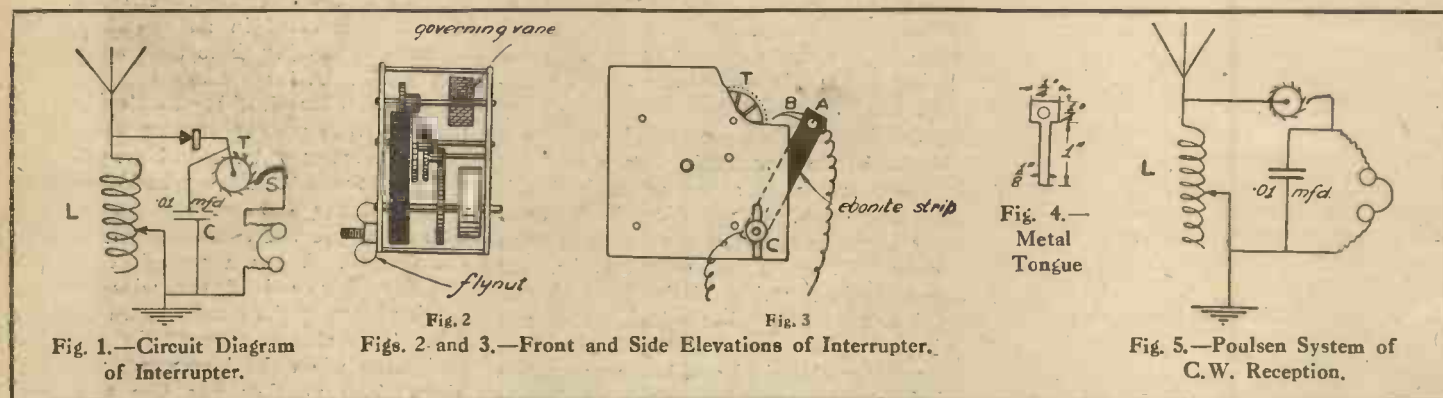 governing vane
T
S
L
.01 mfd
C
Fig. 1.—Circuit Diagram
of Interrupter.
flynut
Fig. 2
T
B
A
ebonite strip
C
Fig. 3
Figs. 2 and 3.—Front and Side Elevations of Interrupter.
Fig. 4.—
Metal
Tongue
L
.01 mfd.
Fig. 5.—Poulsen System of
C.W. Reception.